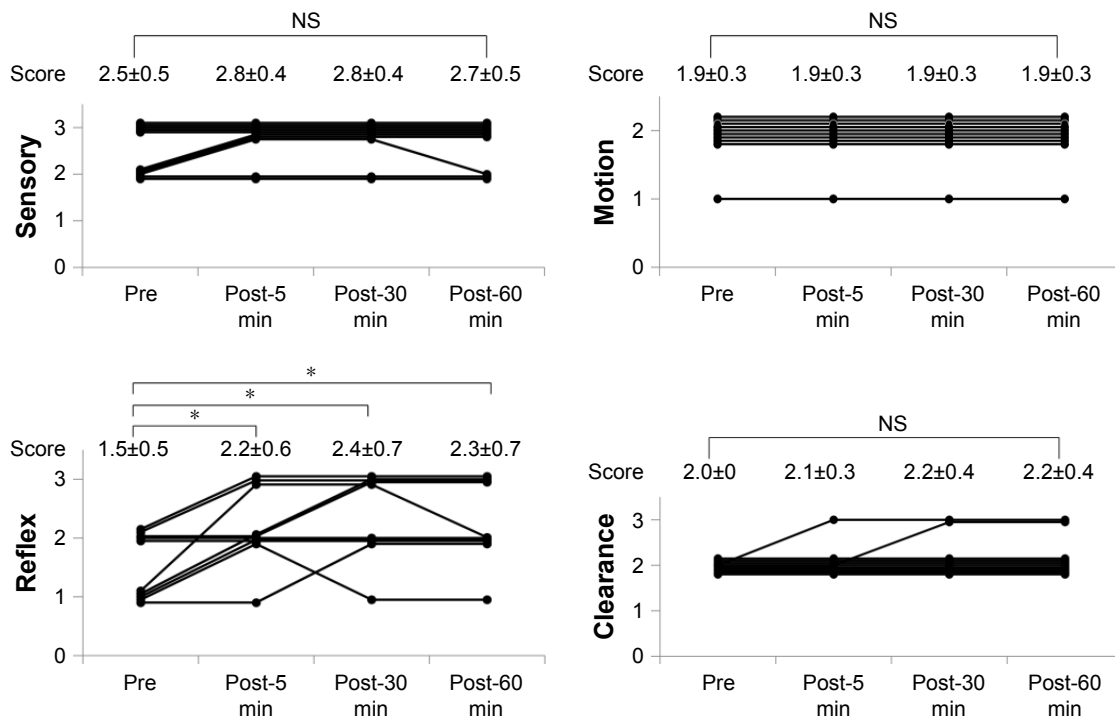 NS
Score 2.5±0.5 2.8±0.4 2.8±0.4 2.7±0.5
3
2
1
0
Sensory
Pre Post-5 Post-30 Post-60
min min min
NS
1.9±0.3 1.9±0.3 1.9±0.3 1.9±0.3
Score
2
1
0
Motion
Pre Post-5 Post-30 Post-60
min min min
*
*
*
Score 1.5±0.5 2.2±0.6 2.4±0.7 2.3±0.7
3
2
1
0
Reflex
Pre Post-5 Post-30 Post-60
min min min
NS
Score 2.0±0 2.1±0.3 2.2±0.4 2.2±0.4
3
2
1
0
Clearance
Pre Post-5 Post-30 Post-60
min min min